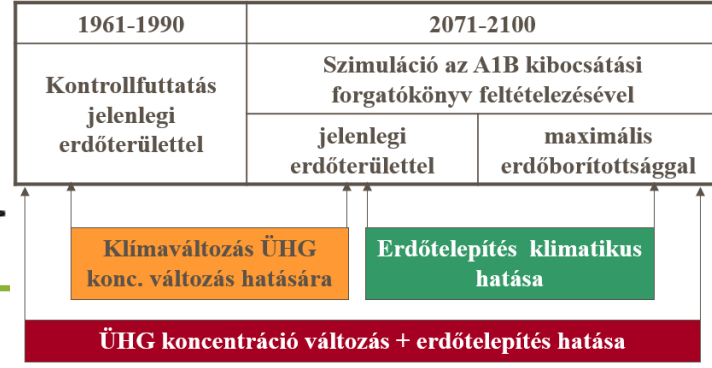 1961-1990
2071-2100
Kontrollfuttatás
jelenlegi
erdőterülettel
Szimuláció az A1B kibocsátási
forgatókönyv feltételezésével
jelenlegi
erdőterülettel
maximális
erdőborítottsággal
Klímaváltozás ÜHG
konc. változás hatására
Erdőtelepítés klimatikus
hatása
ÜHG koncentráció változás + erdőtelepítés hatása